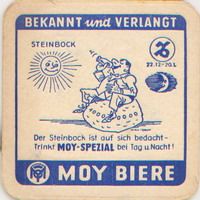 BEKANNT und VERLANGT
STEINBOCK
22.12.-20.1.
Der Steinbock ist auf sich bedacht-
Trinkt MOY-SPEZIAL bei Tag u. Nacht!
MOY BIERE